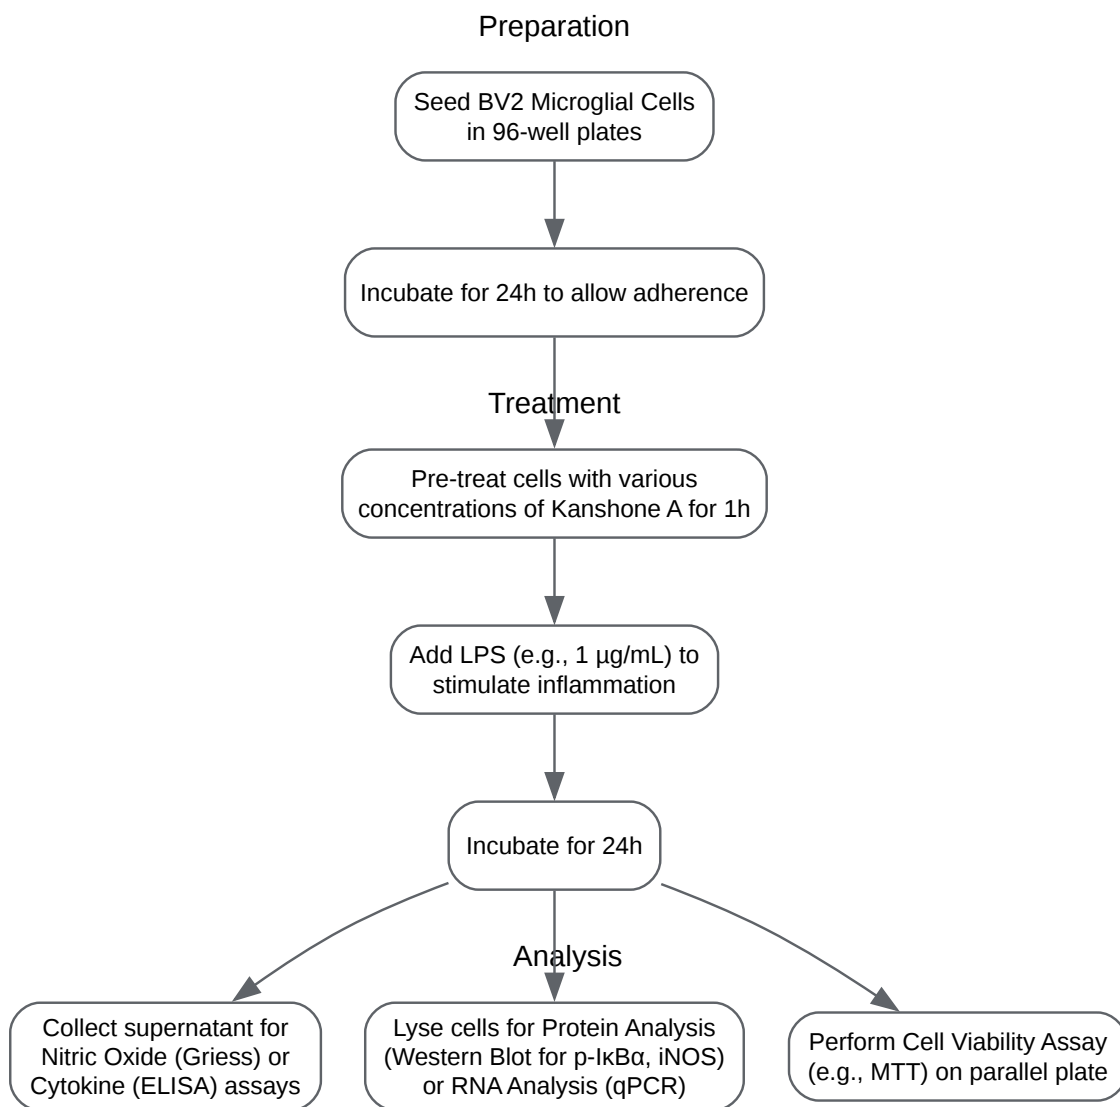 Preparation
Seed BV2 Microglial Cells
in 96-well plates
Incubate for 24h to allow adherence
Treatment
Pre-treat cells with various
concentrations of Kanshone A for 1h
Add LPS (e.g., 1 µg/mL) to
stimulate inflammation
Incubate for 24h
Analysis
Collect supernatant for
Nitric Oxide (Griess) or
Cytokine (ELISA) assays
Lyse cells for Protein Analysis
(Western Blot for p-IκBα, iNOS)
or RNA Analysis (qPCR)
Perform Cell Viability Assay
(e.g., MTT) on parallel plate